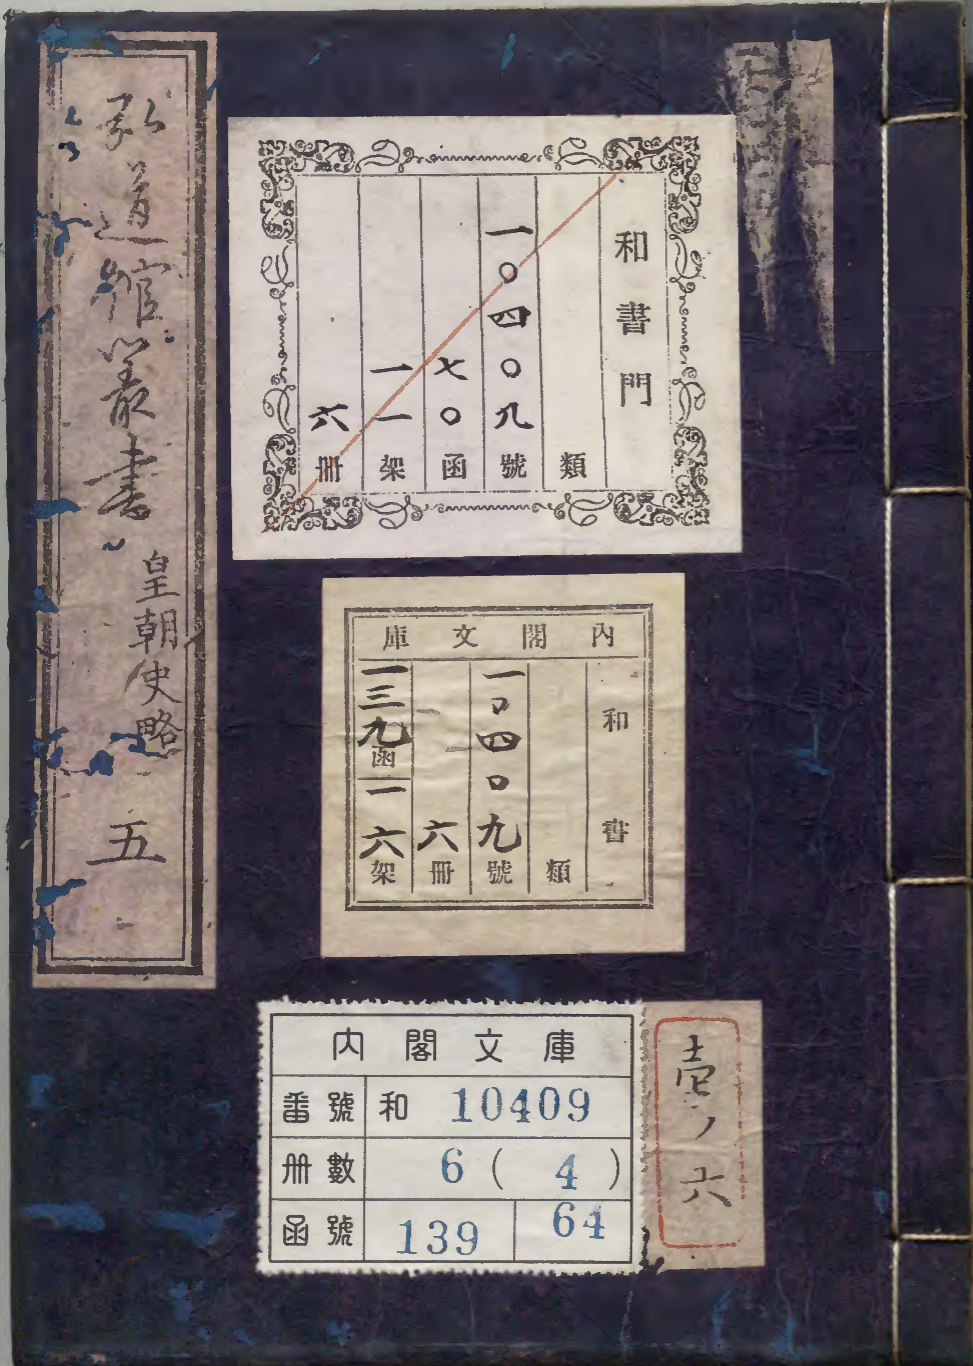 弘道館叢書
皇朝史略
五
和書門
類
一〇四〇九號
七〇函
一一架
六冊
內閣文庫
和書
類
一〇四〇九號
六冊
一三九函
一六架
內閣文庫
番號 和 10409
冊數 6 ( 4 )
函號 139 64
壱ノ六